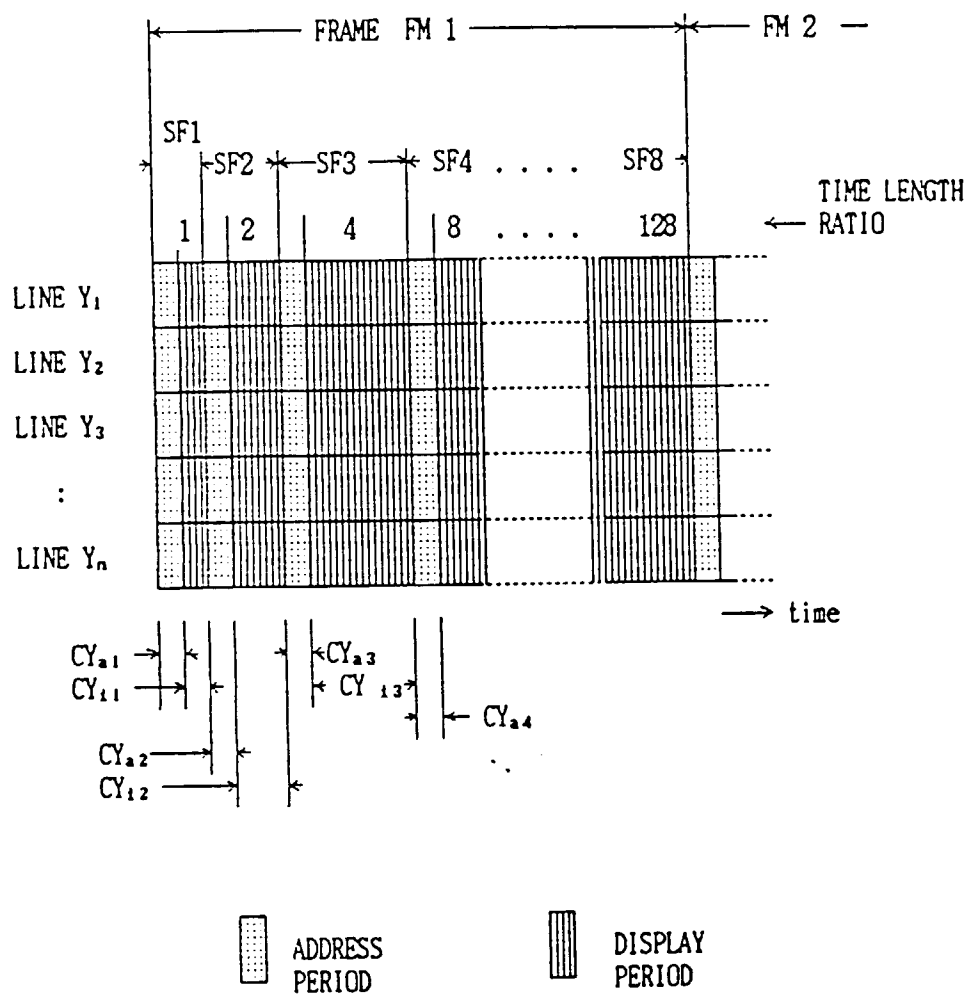 FRAME FM 1 FM 2
SF1
SF2 SF3 SF4 . . . . SF8
TIME LENGTH
RATIO
1 2 4 8 . . . . 128
LINE Y₁
LINE Y₂
LINE Y₃
:
LINE Yₙ
time
CYₐ₁ CYₐ₃
CYᵢ₁ CY ᵢ₃
CYₐ₄
CYₐ₂
CYᵢ₂
ADDRESS
PERIOD
DISPLAY
PERIOD